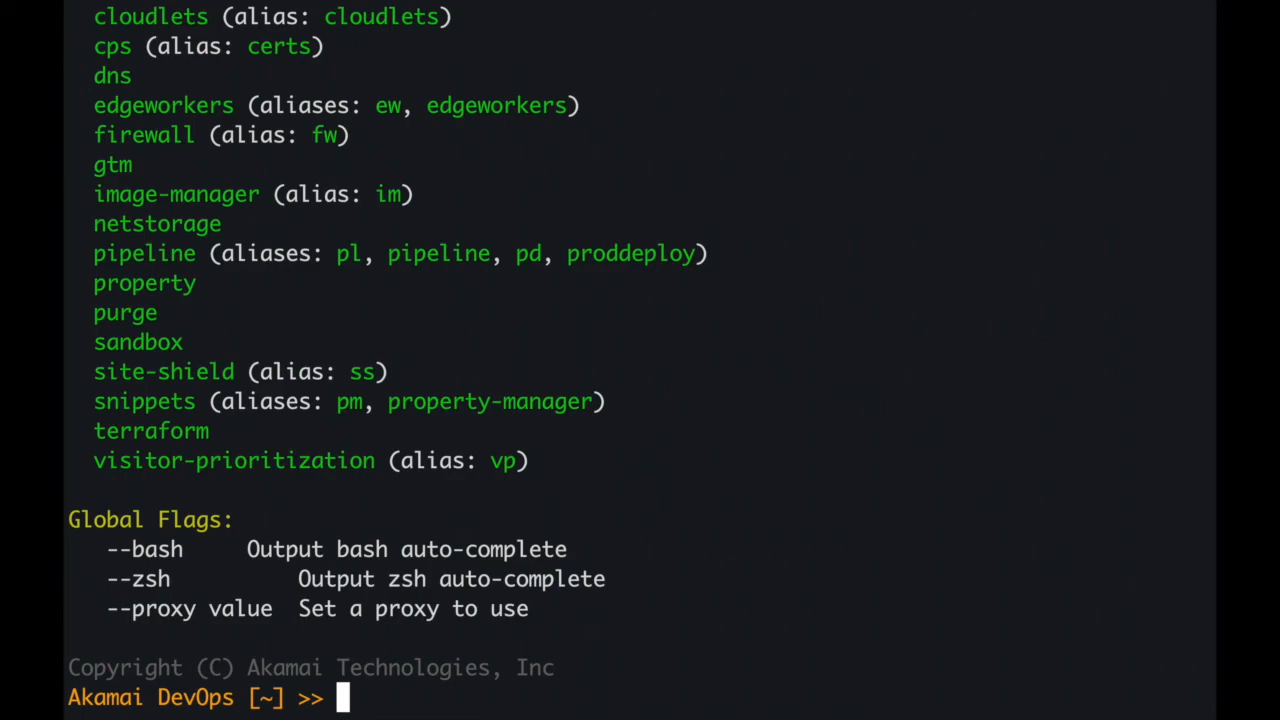 cloudlets (alias: cloudlets)
cps (alias: certs)
dns
edgeworkers (aliases: ew, edgeworkers)
firewall (alias: fw)
gtm
image-manager (alias: im)
netstorage
pipeline (aliases: pl, pipeline, pd, proddeploy)
property
purge
sandbox
site-shield (alias: ss)
snippets (aliases: pm, property-manager)
terraform
visitor-prioritization (alias: vp)
Global Flags:
--bash Output bash auto-complete
--zsh Output zsh auto-complete
--proxy value Set a proxy to use
Copyright (C) Akamai Technologies, Inc
Akamai DevOps [~] >>